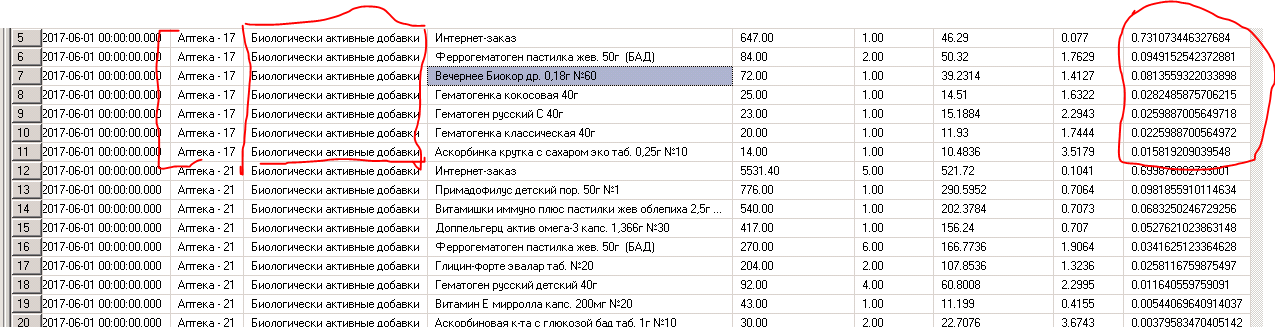 5 2017-06-01 00:00:00.000 Аптека - 17 Биологически активные добавки Интернет-заказ 647.00 1.00 46.29 0.077 0.731073446327684
6 2017-06-01 00:00:00.000 Аптека - 17 Биологически активные добавки Феррогематоген пастилка жев. 50г (БАД) 84.00 2.00 50.32 1.7629 0.0949152542372881
7 2017-06-01 00:00:00.000 Аптека - 17 Биологически активные добавки Вечернее Биокор др. 0,18г №60 72.00 1.00 39.2314 1.4127 0.0813559322033898
8 2017-06-01 00:00:00.000 Аптека - 17 Биологически активные добавки Гематогенка кокосовая 40г 25.00 1.00 14.51 1.6322 0.0282485875706215
9 2017-06-01 00:00:00.000 Аптека - 17 Биологически активные добавки Гематоген русский С 40г 23.00 1.00 15.1884 2.2943 0.0259887005649718
10 2017-06-01 00:00:00.000 Аптека - 17 Биологически активные добавки Гематогенка классическая 40г 20.00 1.00 11.93 1.7444 0.0225988700564972
11 2017-06-01 00:00:00.000 Аптека - 17 Биологически активные добавки Аскорбинка крутка с сахаром эко таб. 0,25г №10 14.00 1.00 10.4836 3.5179 0.015819209039548
12 2017-06-01 00:00:00.000 Аптека - 21 Биологически активные добавки Интернет-заказ 5531.40 5.00 521.72 0.1041
13 2017-06-01 00:00:00.000 Аптека - 21 Биологически активные добавки Примадофилус детский пор. 50г №1 776.00 1.00 290.5952 0.7064 0.0981855910114634
14 2017-06-01 00:00:00.000 Аптека - 21 Биологически активные добавки Витамишки иммуно плюс пастилки жев облепиха 2,5г ... 540.00 1.00 202.3784 0.7073 0.0683250246729256
15 2017-06-01 00:00:00.000 Аптека - 21 Биологически активные добавки Доппельгерц актив омега-3 капс. 1,366г №30 417.00 1.00 156.24 0.707 0.0527621023863148
16 2017-06-01 00:00:00.000 Аптека - 21 Биологически активные добавки Феррогематоген пастилка жев. 50г (БАД) 270.00 6.00 166.7736 1.9064 0.0341625123364628
17 2017-06-01 00:00:00.000 Аптека - 21 Биологически активные добавки Глицин-форте эвалар таб. №20 204.00 2.00 107.8536 1.3236 0.0258116759875497
18 2017-06-01 00:00:00.000 Аптека - 21 Биологически активные добавки Гематоген русский детский 40г 92.00 4.00 60.8008 2.2995 0.011640559759091
19 2017-06-01 00:00:00.000 Аптека - 21 Биологически активные добавки Витамин Е мирролла капс. 200мг №20 43.00 1.00 11.199 0.4155 0.00544069640914037
20 2017-06-01 00:00:00.000 Аптека - 21 Биологически активные добавки Аскорбиновая к-та с глюкозой бад таб. 1г №10 30.00 2.00 22.7076 3.6743 0.00379583470405142